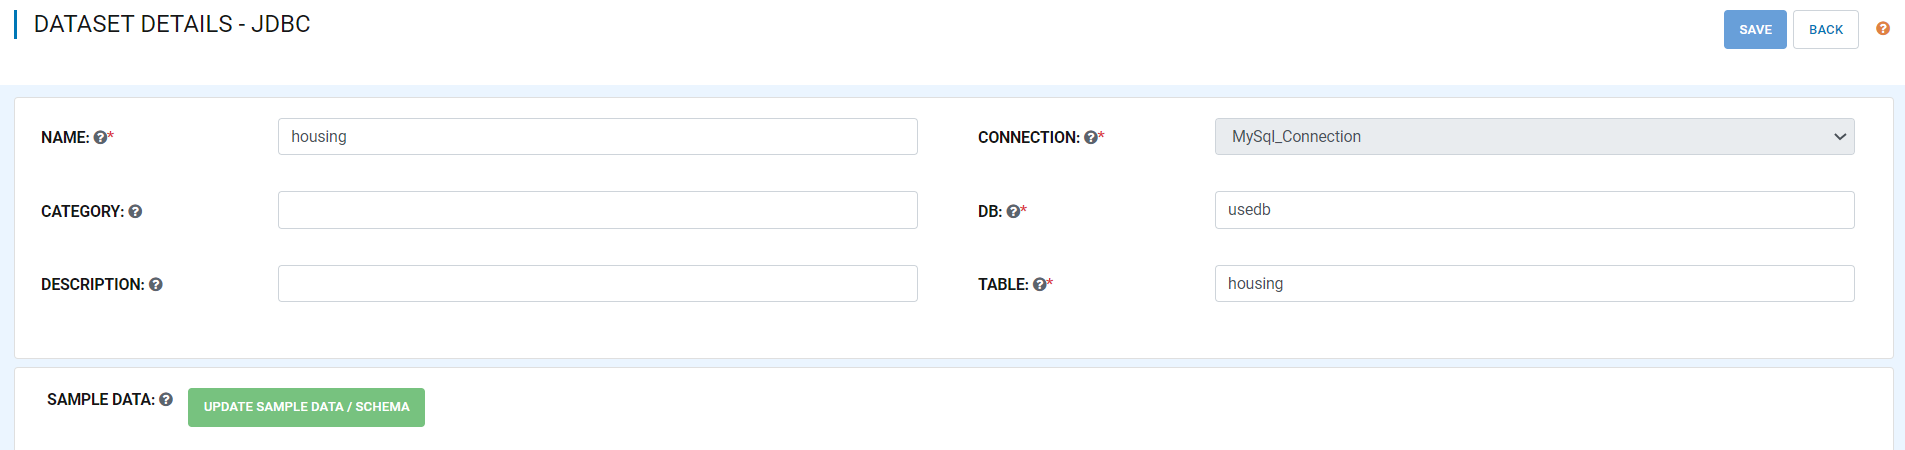 DATASET DETAILS - JDBC
SAVE
BACK
NAME: *
housing
CONNECTION: *
MySql_Connection
CATEGORY:
DB: *
usedb
DESCRIPTION:
TABLE: *
housing
SAMPLE DATA:
UPDATE SAMPLE DATA / SCHEMA